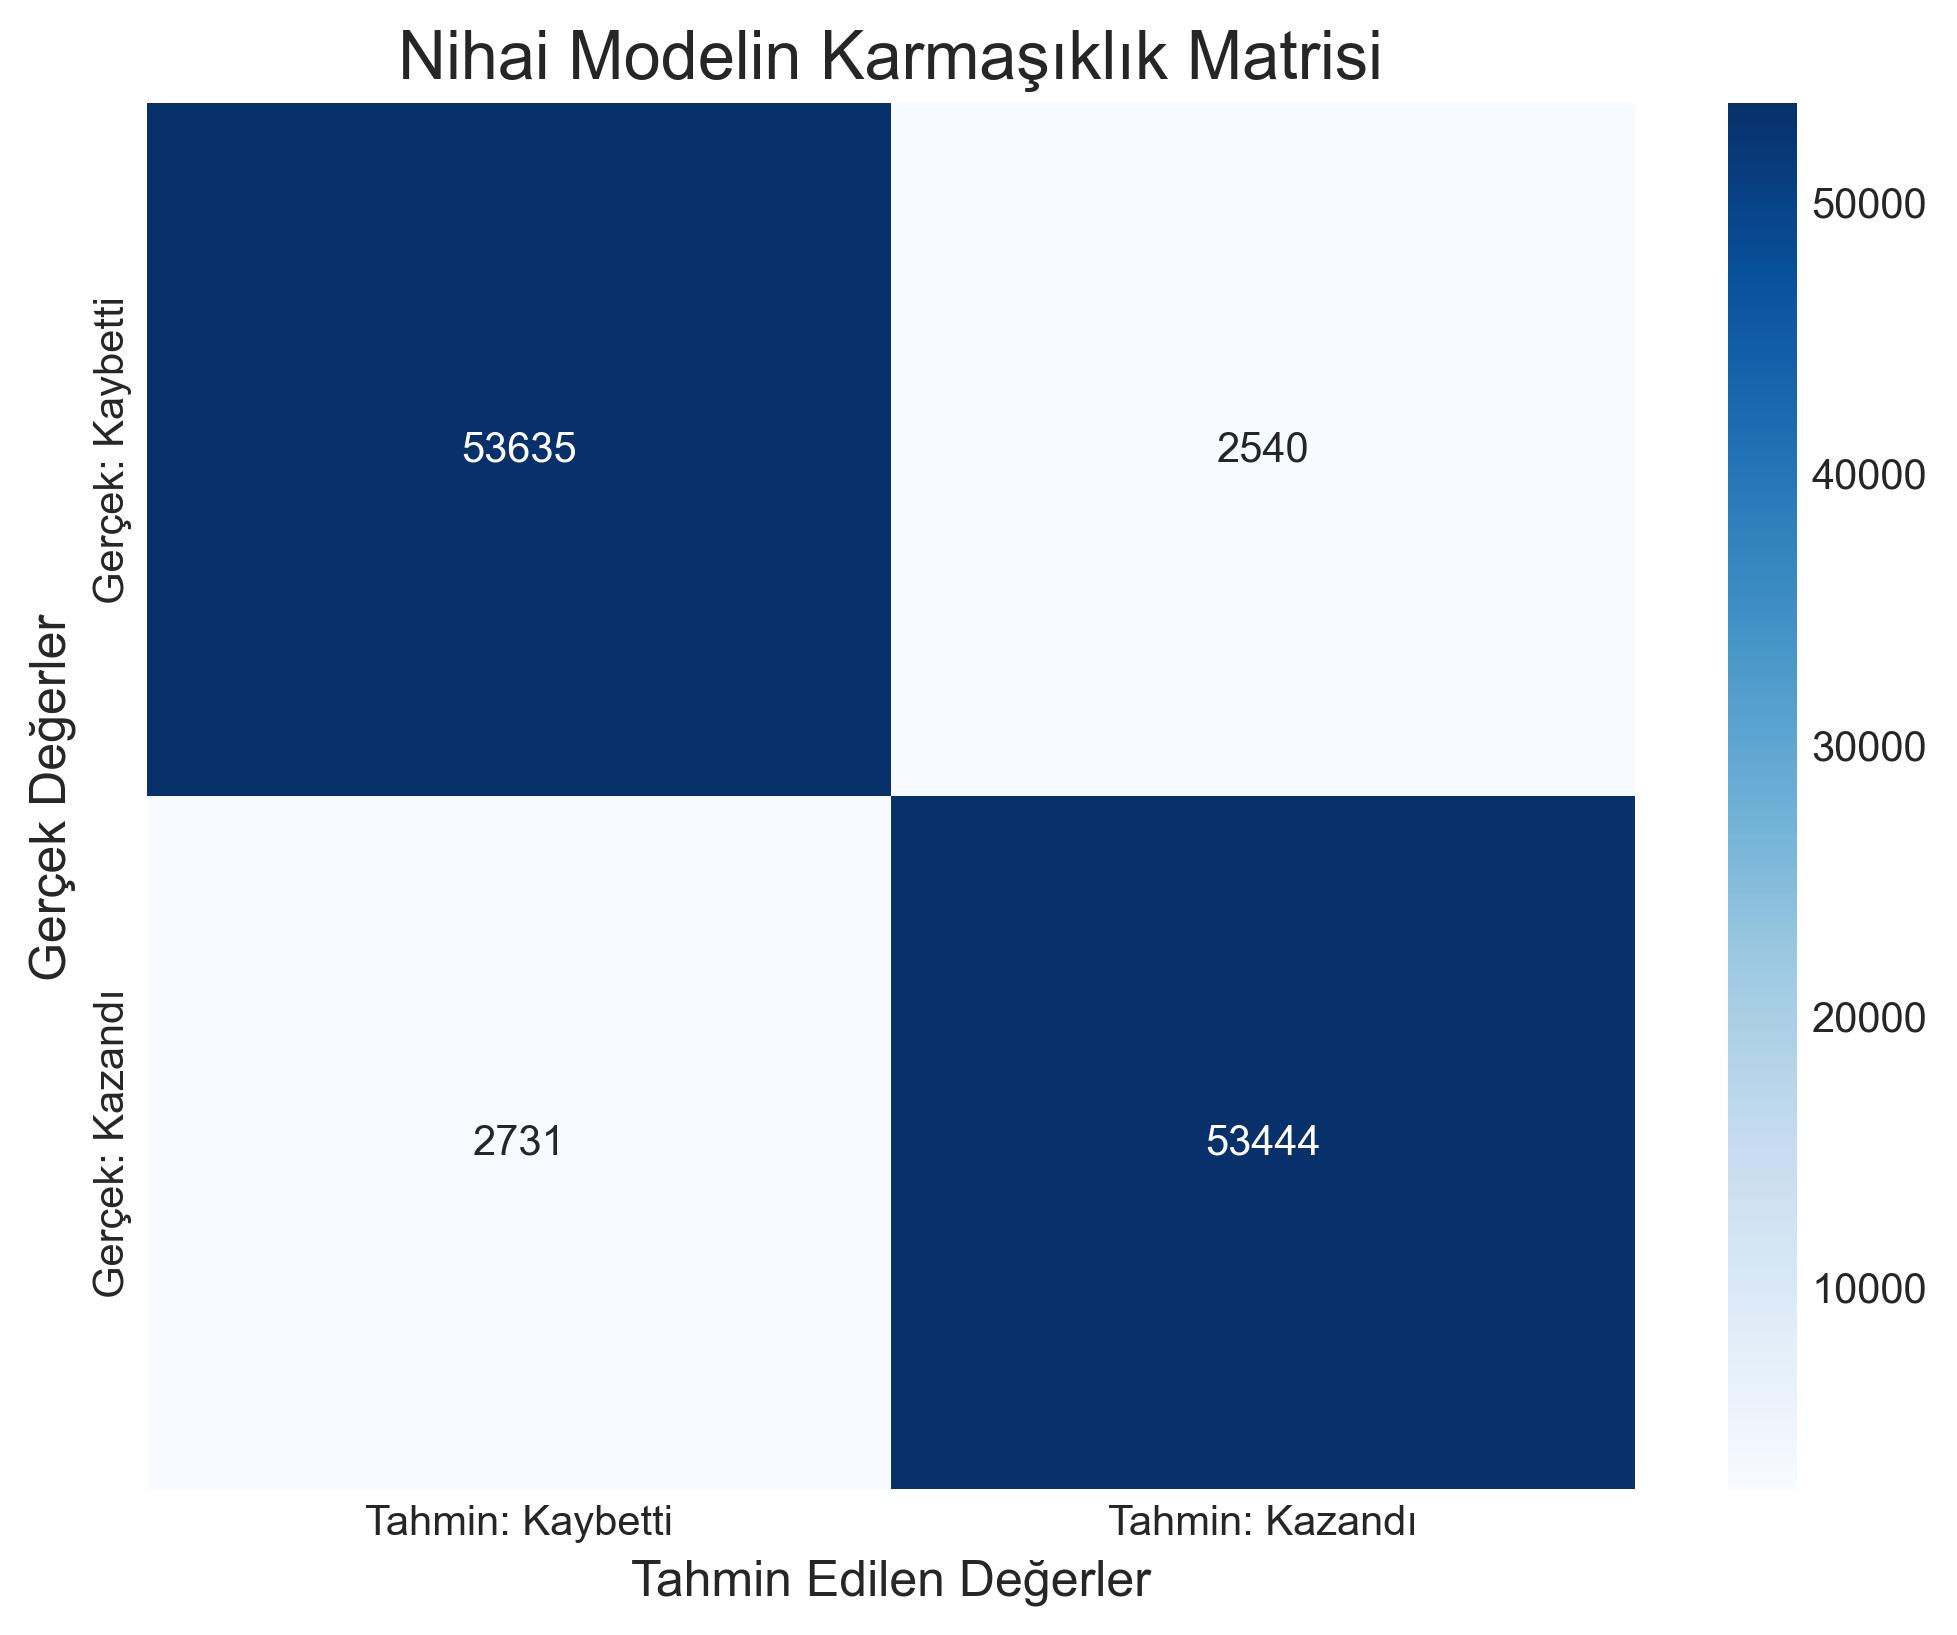 Nihai Modelin Karmaşıklık Matrisi
Gerçek Değerler
Gerçek: Kaybetti
53635
2540
Gerçek: Kazandı
2731
53444
Tahmin: Kaybetti
Tahmin: Kazandı
Tahmin Edilen Değerler
50000
40000
30000
20000
10000